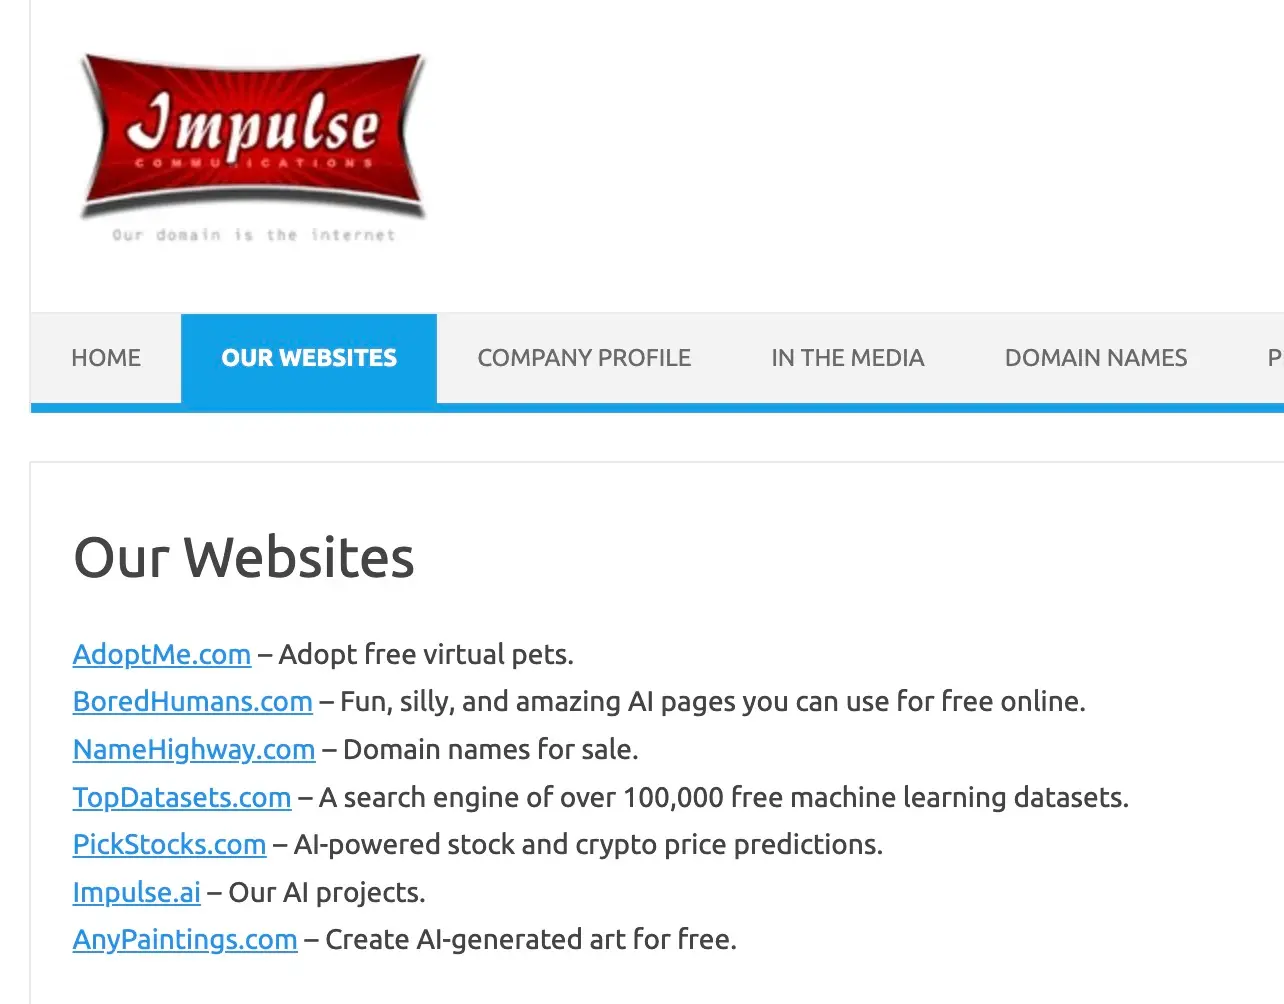 Impulse
COMMUNICATIONS
Our domain is the internet
HOME
OUR WEBSITES
COMPANY PROFILE
IN THE MEDIA
DOMAIN NAMES
Our Websites
AdoptMe.com – Adopt free virtual pets.
BoredHumans.com – Fun, silly, and amazing AI pages you can use for free online.
NameHighway.com – Domain names for sale.
TopDatasets.com – A search engine of over 100,000 free machine learning datasets.
PickStocks.com – AI-powered stock and crypto price predictions.
Impulse.ai – Our AI projects.
AnyPaintings.com – Create AI-generated art for free.